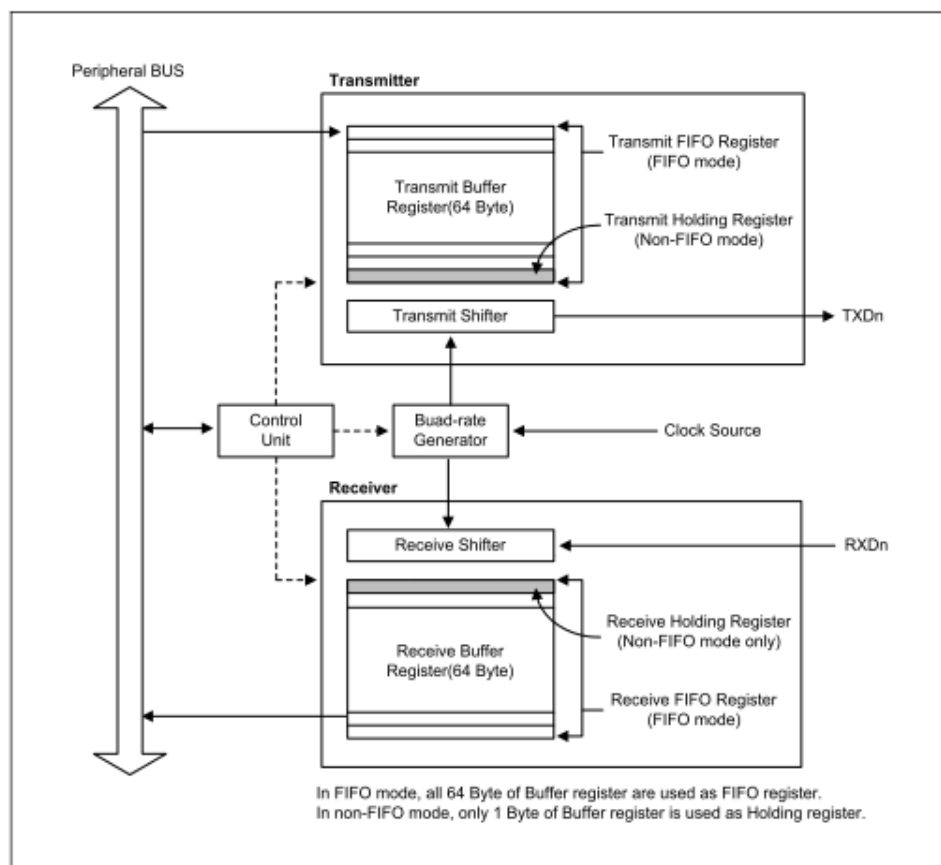 Peripheral BUS
Transmitter
Transmit FIFO Register
(FIFO mode)
Transmit Buffer
Register(64 Byte)
Transmit Holding Register
(Non-FIFO mode)
Transmit Shifter
TXDn
Control
Unit
Buad-rate
Generator
Clock Source
Receiver
Receive Shifter
RXDn
Receive Holding Register
(Non-FIFO mode only)
Receive Buffer
Register(64 Byte)
Receive FIFO Register
(FIFO mode)
In FIFO mode, all 64 Byte of Buffer register are used as FIFO register.
In non-FIFO mode, only 1 Byte of Buffer register is used as Holding register.